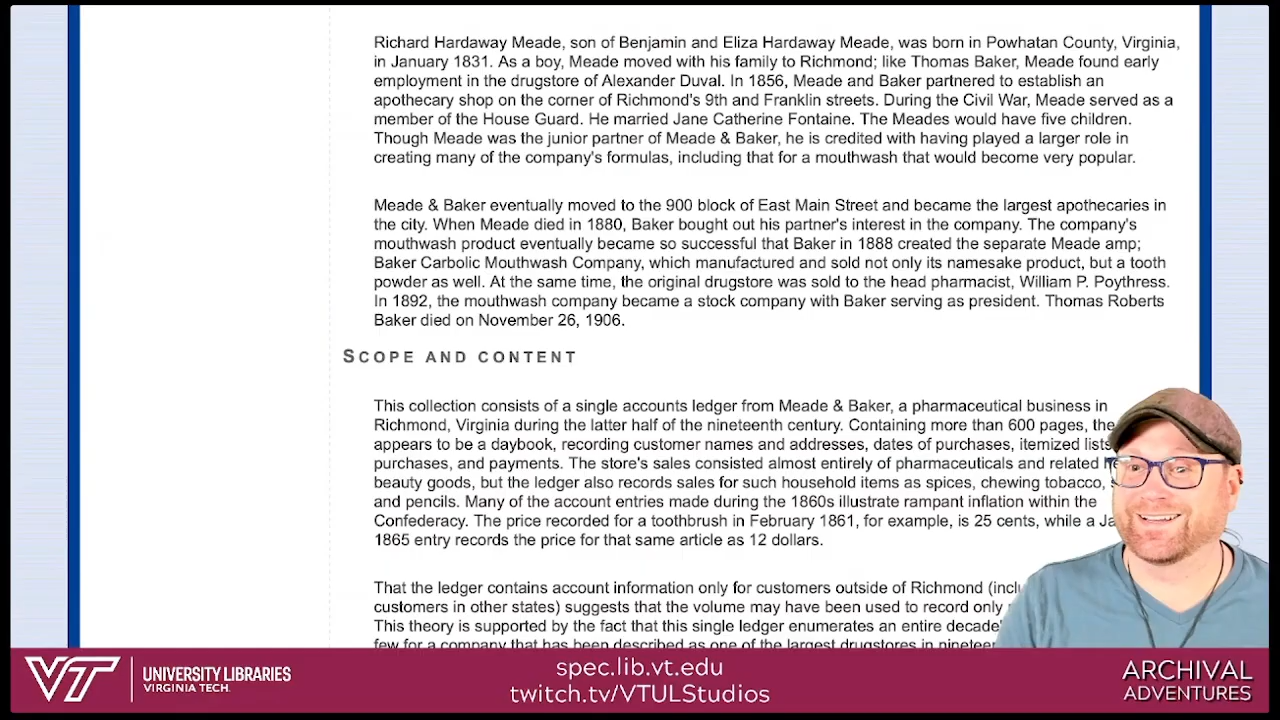 Richard Hardaway Meade, son of Benjamin and Eliza Hardaway Meade, was born in Powhatan County, Virginia,
in January 1831. As a boy, Meade moved with his family to Richmond; like Thomas Baker, Meade found early
employment in the drugstore of Alexander Duval. In 1856, Meade and Baker partnered to establish an
apothecary shop on the corner of Richmond's 9th and Franklin streets. During the Civil War, Meade served as a
member of the House Guard. He married Jane Catherine Fontaine. The Meades would have five children.
Though Meade was the junior partner of Meade & Baker, he is credited with having played a larger role in
creating many of the company's formulas, including that for a mouthwash that would become very popular.
Meade & Baker eventually moved to the 900 block of East Main Street and became the largest apothecaries in
the city. When Meade died in 1880, Baker bought out his partner's interest in the company. The company's
mouthwash product eventually became so successful that Baker in 1888 created the separate Meade amp;
Baker Carbolic Mouthwash Company, which manufactured and sold not only its namesake product, but a tooth
powder as well. At the same time, the original drugstore was sold to the head pharmacist, William P. Poythress.
In 1892, the mouthwash company became a stock company with Baker serving as president. Thomas Roberts
Baker died on November 26, 1906.
SCOPE AND CONTENT
This collection consists of a single accounts ledger from Meade & Baker, a pharmaceutical business in
Richmond, Virginia during the latter half of the nineteenth century. Containing more than 600 pages, the
appears to be a daybook, recording customer names and addresses, dates of purchases, itemized lists
purchases, and payments. The store's sales consisted almost entirely of pharmaceuticals and related
beauty goods, but the ledger also records sales for such household items as spices, chewing tobacco,
and pencils. Many of the account entries made during the 1860s illustrate rampant inflation within the
Confederacy. The price recorded for a toothbrush in February 1861, for example, is 25 cents, while a
1865 entry records the price for that same article as 12 dollars.
That the ledger contains account information only for customers outside of Richmond
customers in other states) suggests that the volume may have been used to record only
This theory is supported by the fact that this single ledger enumerates an entire decade'
few for a company that has been described as one of the largest drugstores in
VT UNIVERSITY LIBRARIES
VIRGINIA TECH.
spec.lib.vt.edu
twitch.tv/VTULStudios
ARCHIVAL
ADVENTURES